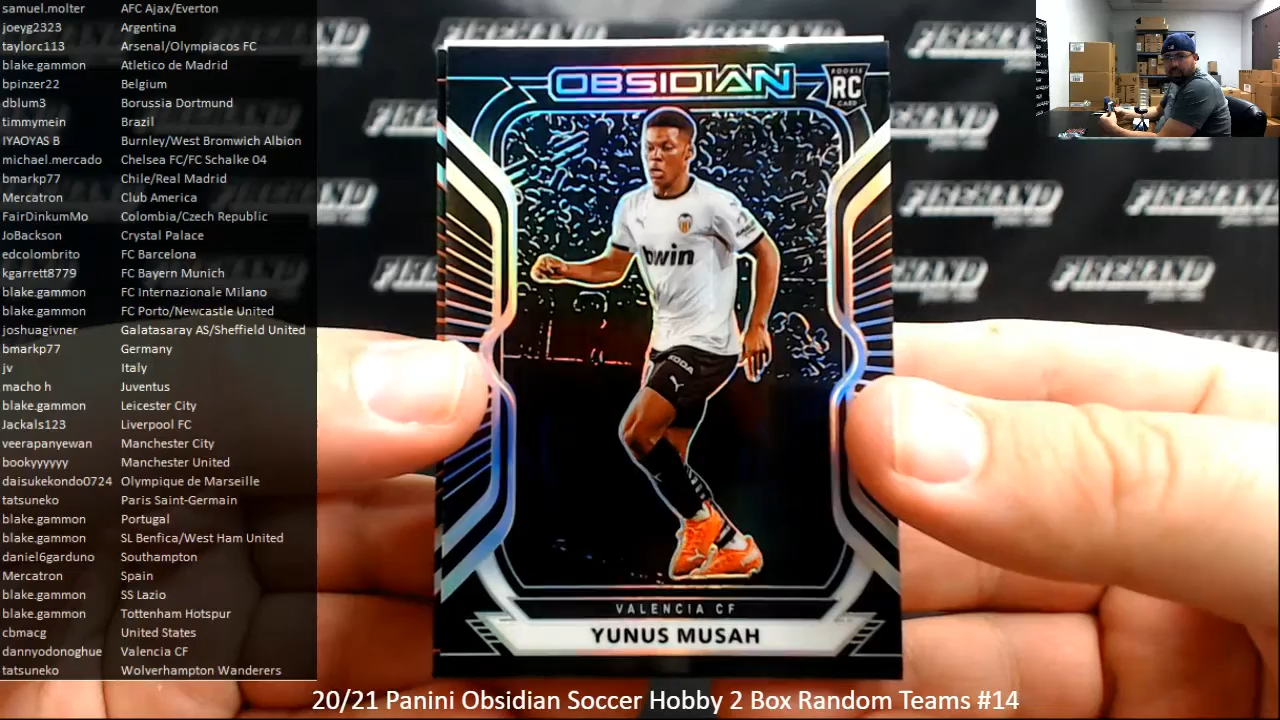 samuel.molter AFC Ajax/Everton
joeyg2323 Argentina
taylorc113 Arsenal/Olympiacos FC
blake.gammon Atletico de Madrid
bpinzer22 Belgium
dblum3 Borussia Dortmund
timmymein Brazil
IYAOYAS B Burnley/West Bromwich Albion
michael.mercado Chelsea FC/FC Schalke 04
bmarkp77 Chile/Real Madrid
Mercatron Club America
FairDinkumMo Colombia/Czech Republic
JoBackson Crystal Palace
edcolombrito FC Barcelona
kgarrett8779 FC Bayern Munich
blake.gammon FC Internazionale Milano
blake.gammon FC Porto/Newcastle United
joshuagivner Galatasaray AS/Sheffield United
bmarkp77 Germany
jv Italy
macho h Juventus
blake.gammon Leicester City
Jackals123 Liverpool FC
veerapanyewan Manchester City
bookyyyyyy Manchester United
daisukekondo0724 Olympique de Marseille
tatsuneko Paris Saint-Germain
blake.gammon Portugal
blake.gammon SL Benfica/West Ham United
daniel6garduno Southampton
Mercatron Spain
blake.gammon SS Lazio
blake.gammon Tottenham Hotspur
cbmacg United States
dannyodonoghue Valencia CF
tatsuneko Wolverhampton Wanderers
OBSIDIAN
ROOKIE
RC
CARD
bwin
SKODA
VALENCIA CF
YUNUS MUSAH
FIREHAND
FIREHAND
FIREHAND
FIREHAND
FIREHAND
20/21 Panini Obsidian Soccer Hobby 2 Box Random Teams #14